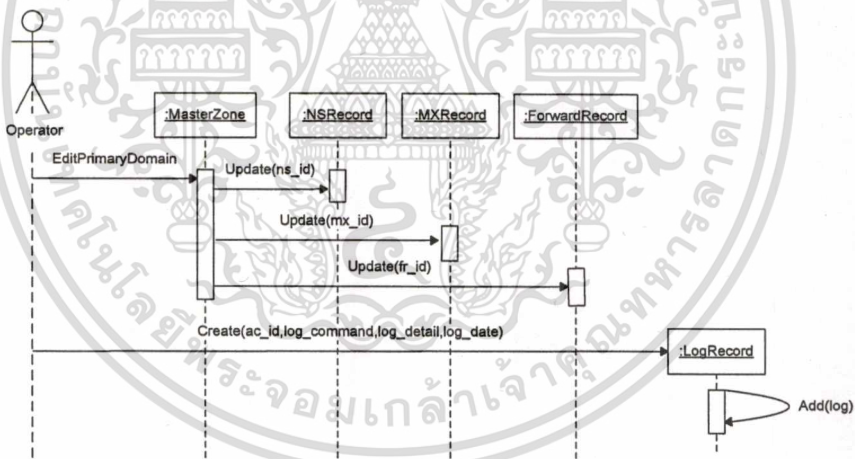 Operator
:MasterZone
:NSRecord
:MXRecord
:ForwardRecord
EditPrimaryDomain
Update(ns_id)
Update(mx_id)
Update(fr_id)
Create(ac_id,log_command,log_detail,log_date)
:LogRecord
Add(log)